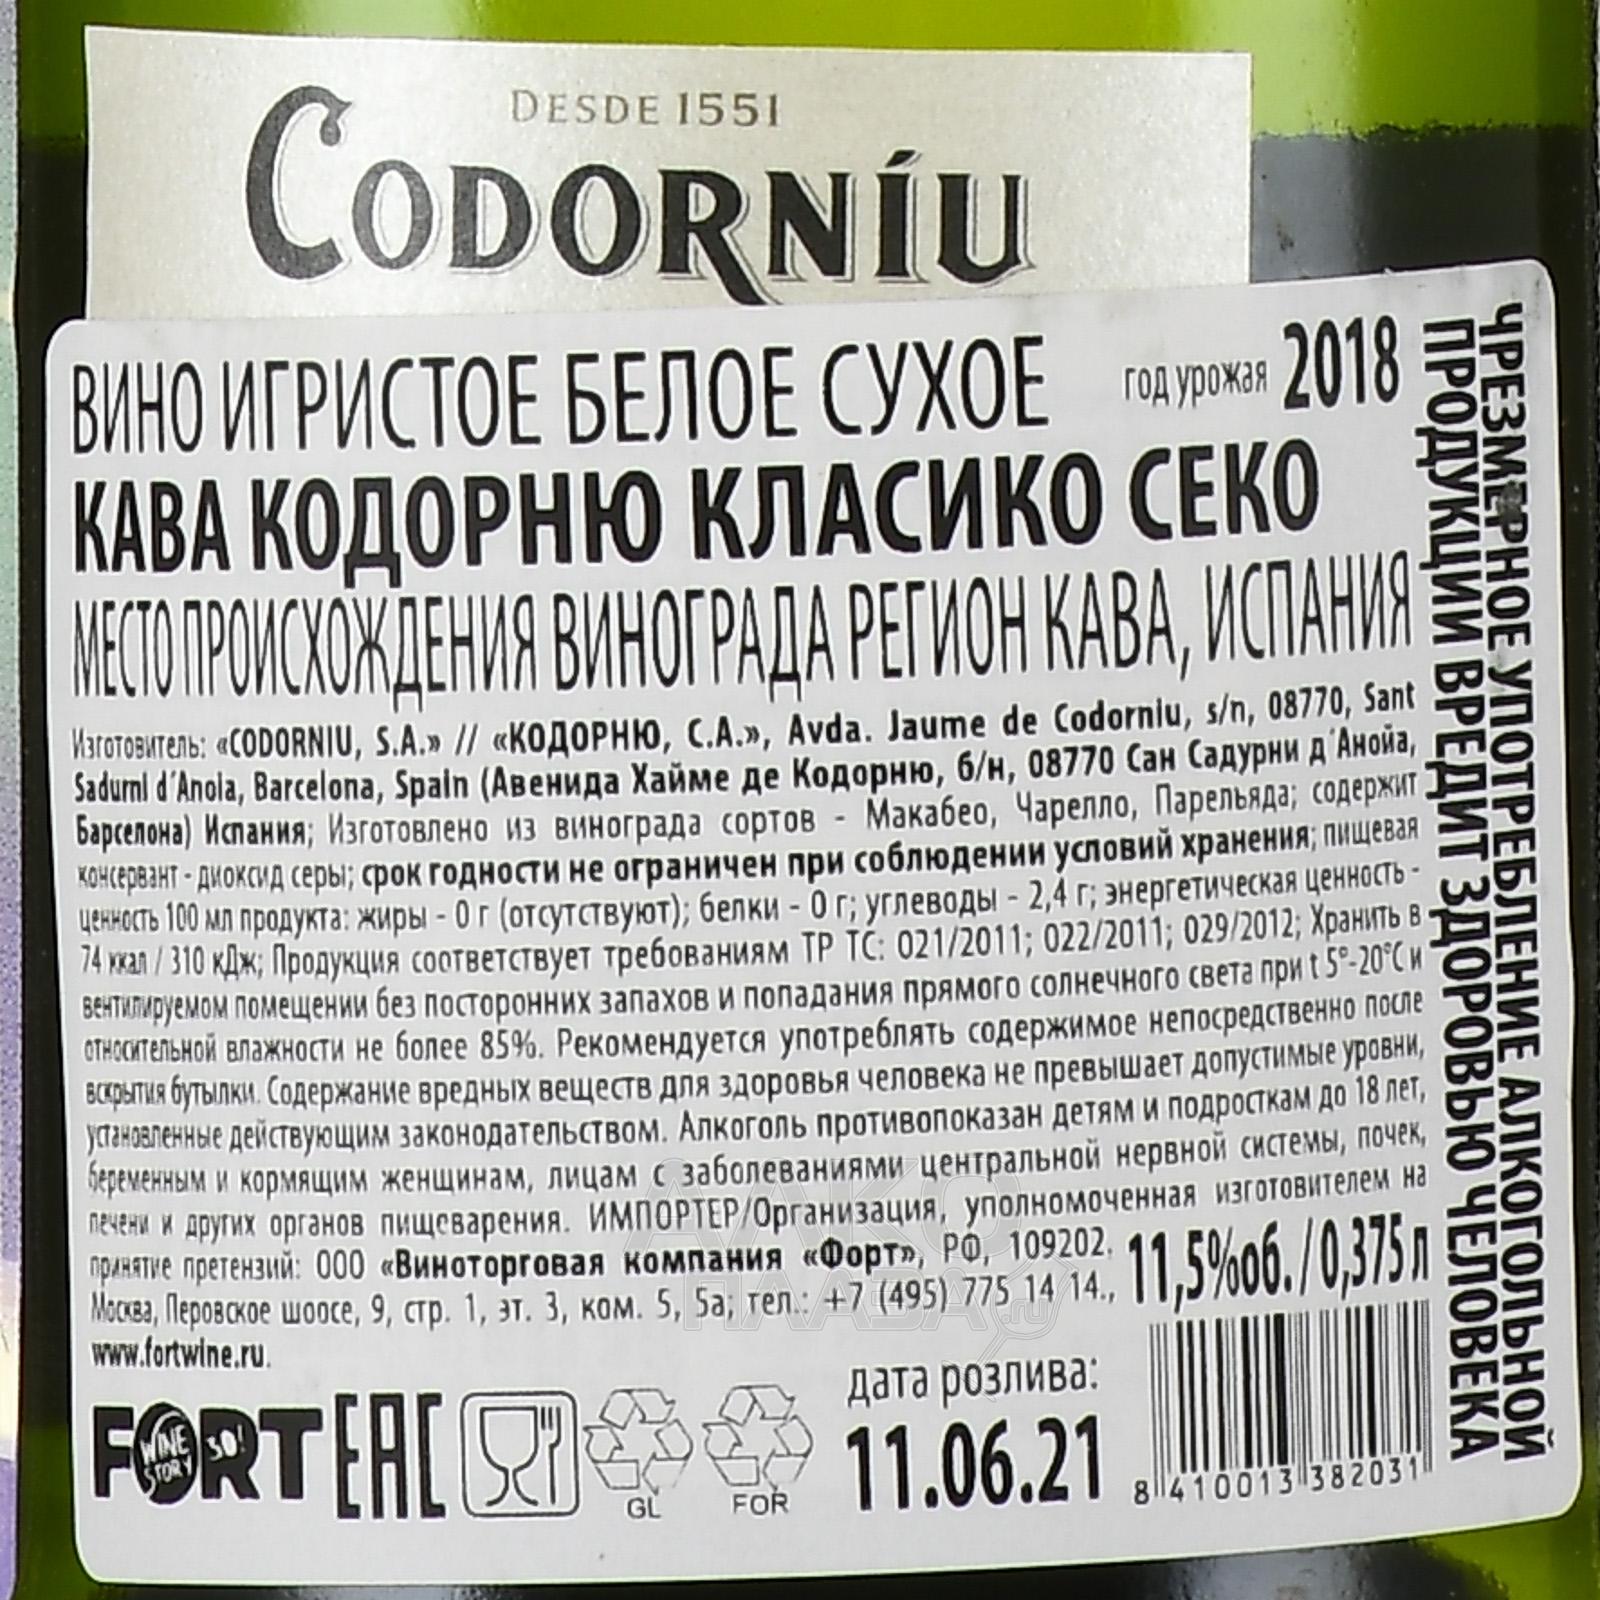 DESDE 1551
CODORNÍU
ВИНО ИГРИСТОЕ БЕЛОЕ СУХОЕ год урожая 2018
КАВА КОДОРНЮ КЛАСИКО СЕКО
МЕСТО ПРОИСХОЖДЕНИЯ ВИНОГРАДА РЕГИОН КАВА, ИСПАНИЯ
Изготовитель: «CODORNIU, S.A.» // «КОДОРНЮ, С.А.», Avda. Jaume de Codorniu, s/n, 08770, Sant
Sadurni d´Anoia, Barcelona, Spain (Авенида Хайме де Кодорню, б/н, 08770 Сан Садурни д´Анойа,
Барселона) Испания; Изготовлено из винограда сортов - Макабео, Чарелло, Парельяда; содержит
консервант - диоксид серы; срок годности не ограничен при соблюдении условий хранения; пищевая
ценность 100 мл продукта: жиры - 0 г (отсутствуют); белки - 0 г; углеводы - 2,4 г; энергетическая ценность -
74 ккал / 310 кДж; Продукция соответствует требованиям ТР ТС: 021/2011; 022/2011; 029/2012; Хранить в
вентилируемом помещении без посторонних запахов и попадания прямого солнечного света при t 5°-20°С и
относительной влажности не более 85%. Рекомендуется употреблять содержимое непосредственно после
вскрытия бутылки. Содержание вредных веществ для здоровья человека не превышает допустимые уровни,
установленные действующим законодательством. Алкоголь противопоказан детям и подросткам до 18 лет,
беременным и кормящим женщинам, лицам с заболеваниями центральной нервной системы, почек,
печени и других органов пищеварения. ИМПОРТЕР/Организация, уполномоченная изготовителем на
принятие претензий: ООО «Виноторговая компания «Форт», РФ, 109202.
Москва, Перовское шоосе, 9, стр. 1, эт. 3, ком. 5, 5а; тел.: +7 (495) 775 14 14.,
www.fortwine.ru.
11,5%об. / 0,375 л
дата розлива:
11.06.21
FORT WINE STORY 3.0! EAC
GL
FOR
8 410013 382031
ЧРЕЗМЕРНОЕ УПОТРЕБЛЕНИЕ АЛКОГОЛЬНОЙ
ПРОДУКЦИИ ВРЕДИТ ЗДОРОВЬЮ ЧЕЛОВЕКА
АЛКО
ПЛАЗА.ru